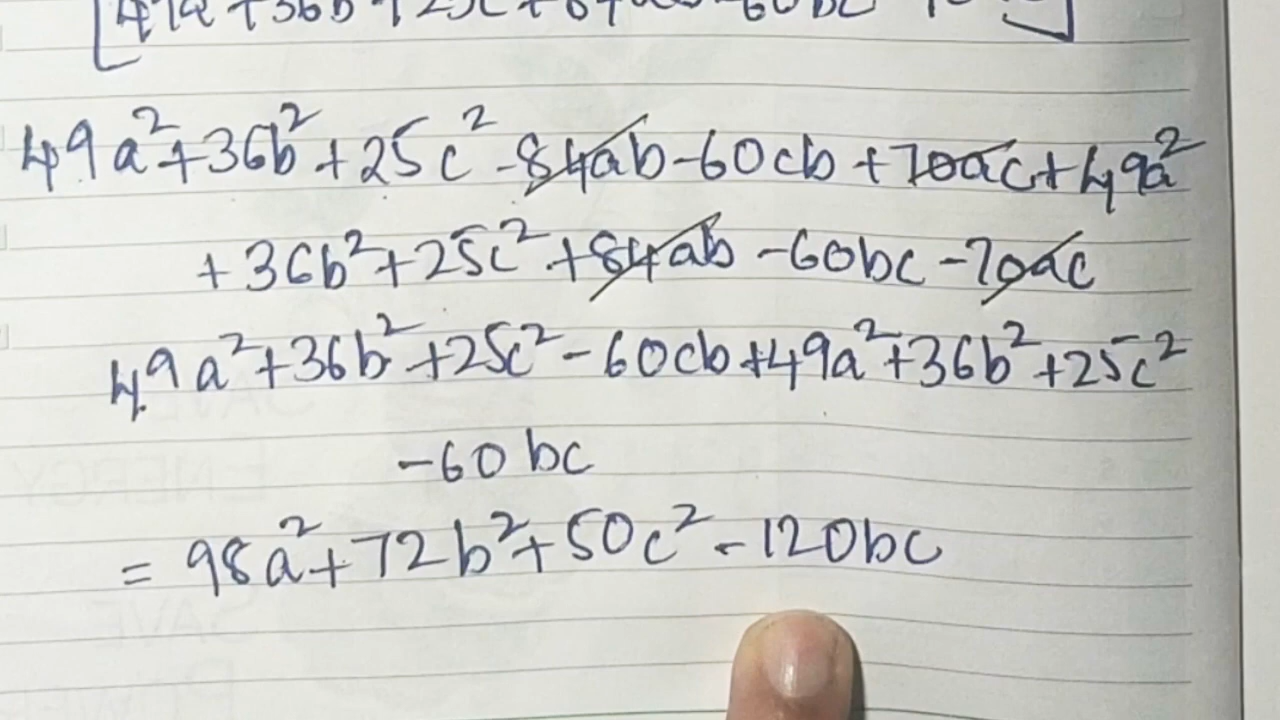 49a²+36b²+25c²-84ab-60cb+70ac+49a²
+36b²+25c²+84ab-60bc-70ac
49a²+36b²+25c²-60cb+49a²+36b²+25c²
-60bc
=98a²+72b²+50c²-120bc